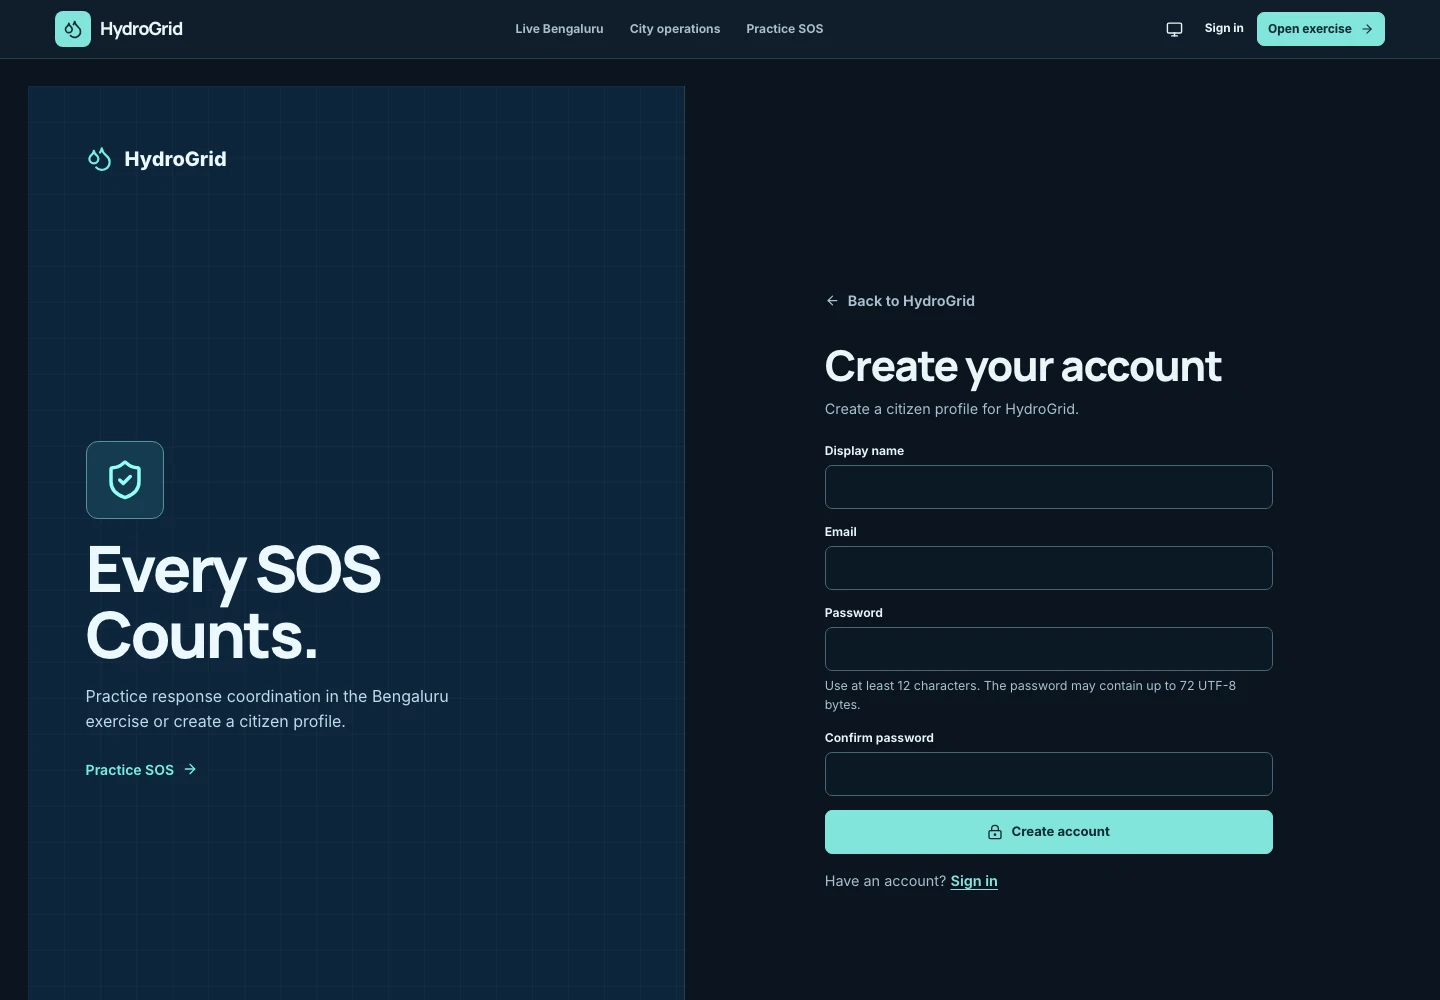 HydroGrid
Live Bengaluru
City operations
Practice SOS
Sign in
Open exercise
HydroGrid
Every SOS
Counts.
Practice response coordination in the Bengaluru
exercise or create a citizen profile.
Practice SOS
Back to HydroGrid
Create your account
Create a citizen profile for HydroGrid.
Display name
Email
Password
Use at least 12 characters. The password may contain up to 72 UTF-8
bytes.
Confirm password
Create account
Have an account? Sign in